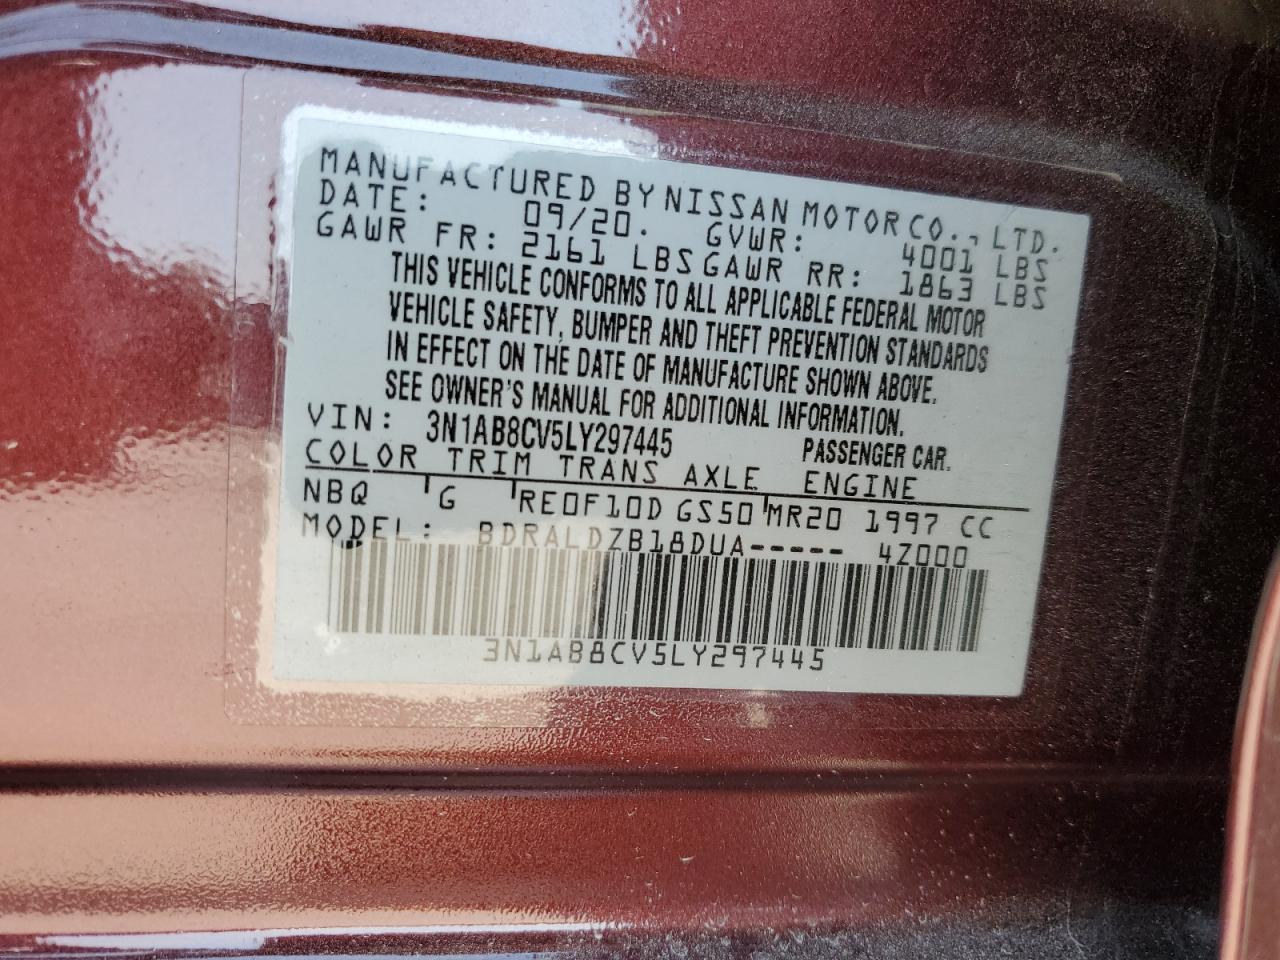 MANUFACTURED BY NISSAN MOTOR CO., LTD.
DATE: 09/20. GVWR: 4001 LBS
GAWR FR: 2161 LBS GAWR RR: 1863 LBS
THIS VEHICLE CONFORMS TO ALL APPLICABLE FEDERAL MOTOR
VEHICLE SAFETY, BUMPER AND THEFT PREVENTION STANDARDS
IN EFFECT ON THE DATE OF MANUFACTURE SHOWN ABOVE.
SEE OWNER'S MANUAL FOR ADDITIONAL INFORMATION.
VIN: 3N1AB8CV5LY297445 PASSENGER CAR.
COLOR TRIM TRANS AXLE ENGINE
NBQ G RE0F10D GS50 MR20 1997 CC
MODEL: BDRALDZB18DUA----- 4Z000
3N1AB8CV5LY297445